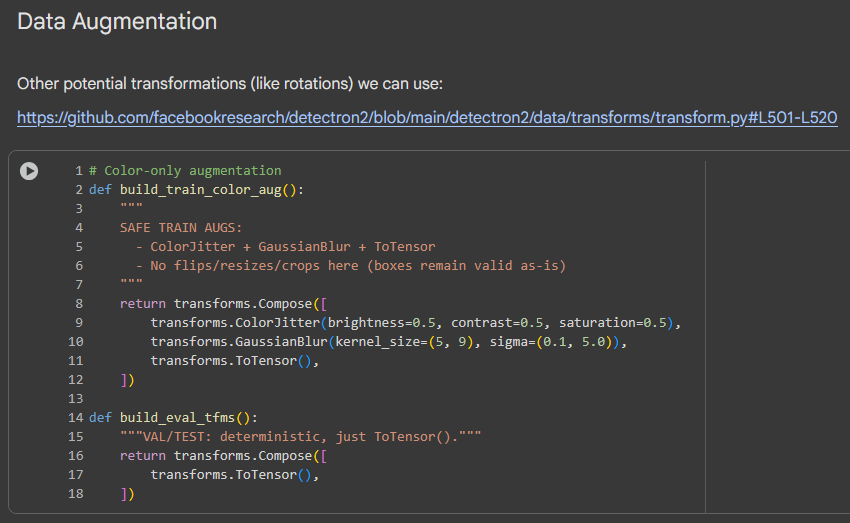 Data Augmentation
Other potential transformations (like rotations) we can use:
https://github.com/facebookresearch/detectron2/blob/main/detectron2/data/transforms/transform.py#L501-L520
1 # Color-only augmentation
2 def build_train_color_aug():
3     """
4     SAFE TRAIN AUGS:
5       - ColorJitter + GaussianBlur + ToTensor
6       - No flips/resizes/crops here (boxes remain valid as-is)
7     """
8     return transforms.Compose([
9         transforms.ColorJitter(brightness=0.5, contrast=0.5, saturation=0.5),
10         transforms.GaussianBlur(kernel_size=(5, 9), sigma=(0.1, 5.0)),
11         transforms.ToTensor(),
12     ])
13
14 def build_eval_tfms():
15     """VAL/TEST: deterministic, just ToTensor()."""
16     return transforms.Compose([
17         transforms.ToTensor(),
18     ])